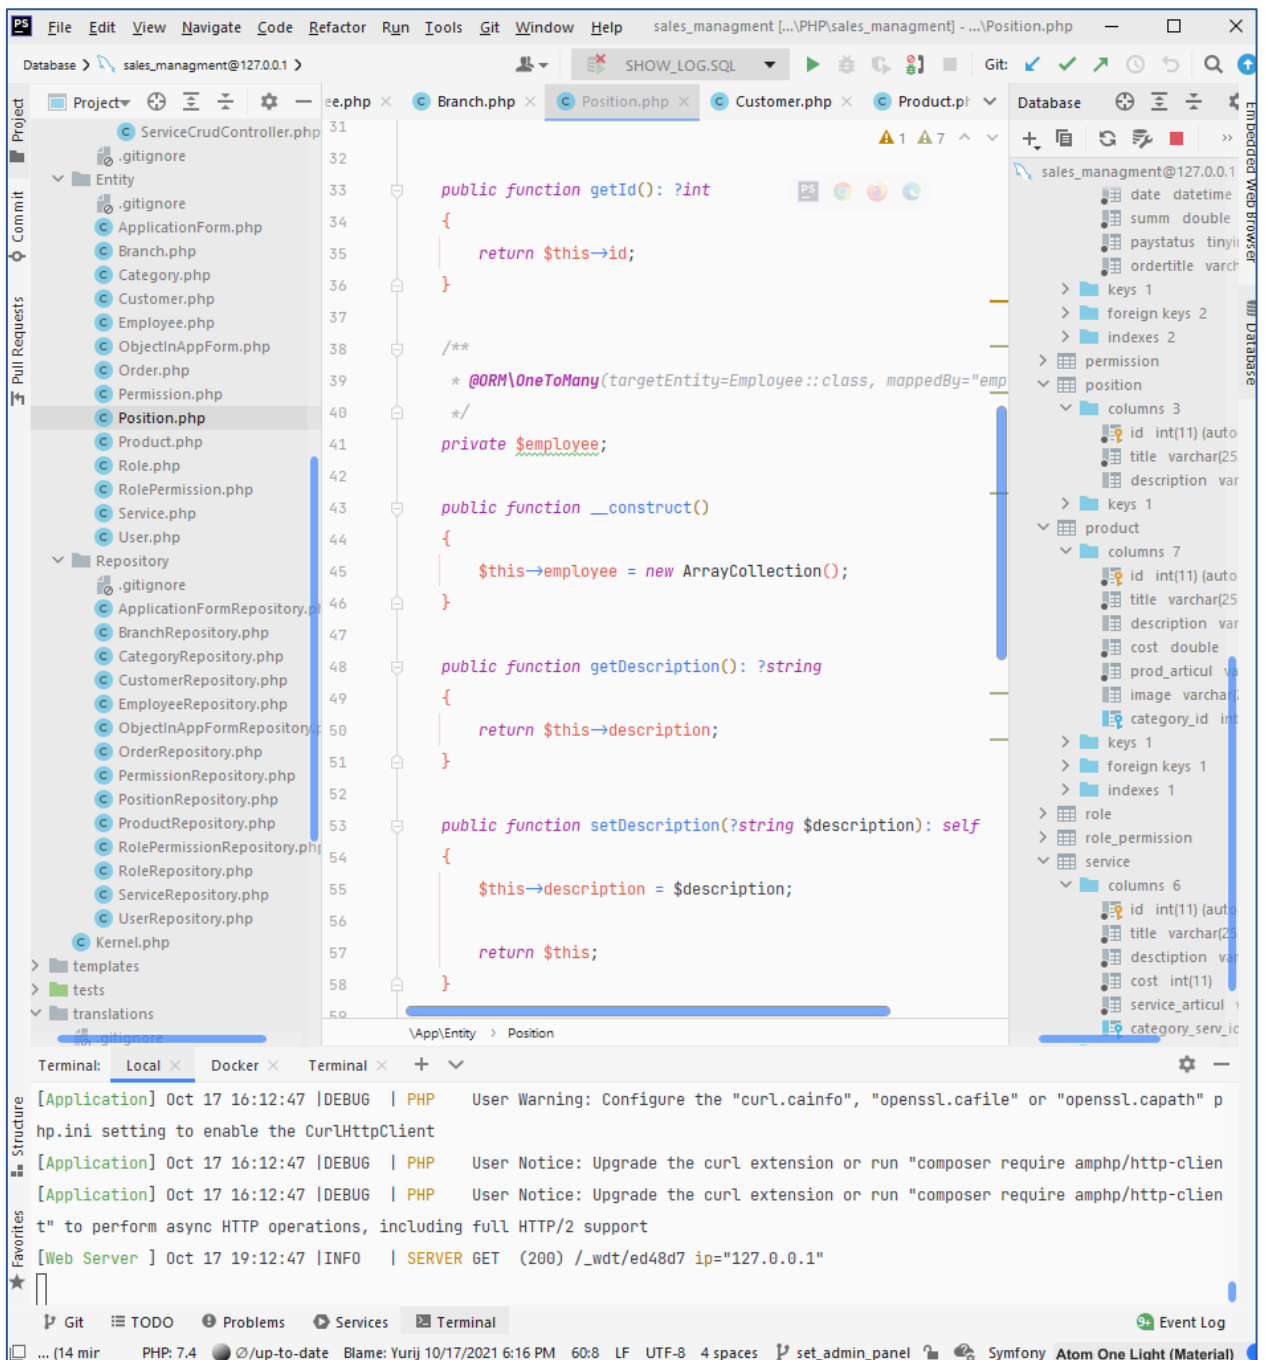 PS File Edit View Navigate Code Refactor Run Tools Git Window Help sales_managment [...\PHP\sales_managment] - ...\Position.php
Database sales_managment@127.0.0.1 SHOW_LOG.SQL Git:
Project
Commit
Pull Requests
Structure
Favorites
Project
ServiceCrudController.php
.gitignore
Entity
.gitignore
ApplicationForm.php
Branch.php
Category.php
Customer.php
Employee.php
ObjectInAppForm.php
Order.php
Permission.php
Position.php
Product.php
Role.php
RolePermission.php
Service.php
User.php
Repository
.gitignore
ApplicationFormRepository.p
BranchRepository.php
CategoryRepository.php
CustomerRepository.php
EmployeeRepository.php
ObjectInAppFormRepository.
OrderRepository.php
PermissionRepository.php
PositionRepository.php
ProductRepository.php
RolePermissionRepository.php
RoleRepository.php
ServiceRepository.php
UserRepository.php
Kernel.php
templates
tests
translations
.gitignore
ee.php Branch.php Position.php Customer.php Product.p
1 7
31
32
33 public function getId(): ?int
34 {
35 return $this→id;
36 }
37
38 /**
39 * @ORM\OneToMany(targetEntity=Employee::class, mappedBy="emp
40 */
41 private $employee;
42
43 public function __construct()
44 {
45 $this→employee = new ArrayCollection();
46 }
47
48 public function getDescription(): ?string
49 {
50 return $this→description;
51 }
52
53 public function setDescription(?string $description): self
54 {
55 $this→description = $description;
56
57 return $this;
58 }
59
\App\Entity Position
Database
sales_managment@127.0.0.1
date datetime
summ double
paystatus tinyi
ordertitle varch
keys 1
foreign keys 2
indexes 2
permission
position
columns 3
id int(11) (auto
title varchar(25
description var
keys 1
product
columns 7
id int(11) (auto
title varchar(25
description var
cost double
prod_articul va
image varchar(
category_id int
keys 1
foreign keys 1
indexes 1
role
role_permission
service
columns 6
id int(11) (auto
title varchar(25
desctiption var
cost int(11)
service_articul
category_serv_id
Embedded Web Browser
Database
Terminal: Local Docker Terminal
[Application] Oct 17 16:12:47 |DEBUG | PHP User Warning: Configure the "curl.cainfo", "openssl.cafile" or "openssl.capath" p
hp.ini setting to enable the CurlHttpClient
[Application] Oct 17 16:12:47 |DEBUG | PHP User Notice: Upgrade the curl extension or run "composer require amphp/http-clien
[Application] Oct 17 16:12:47 |DEBUG | PHP User Notice: Upgrade the curl extension or run "composer require amphp/http-clien
t" to perform async HTTP operations, including full HTTP/2 support
[Web Server ] Oct 17 19:12:47 |INFO | SERVER GET (200) /_wdt/ed48d7 ip="127.0.0.1"
Git TODO Problems Services Terminal 9+ Event Log
... (14 min PHP: 7.4 Ø/up-to-date Blame: Yurij 10/17/2021 6:16 PM 60:8 LF UTF-8 4 spaces set_admin_panel Symfony Atom One Light (Material)